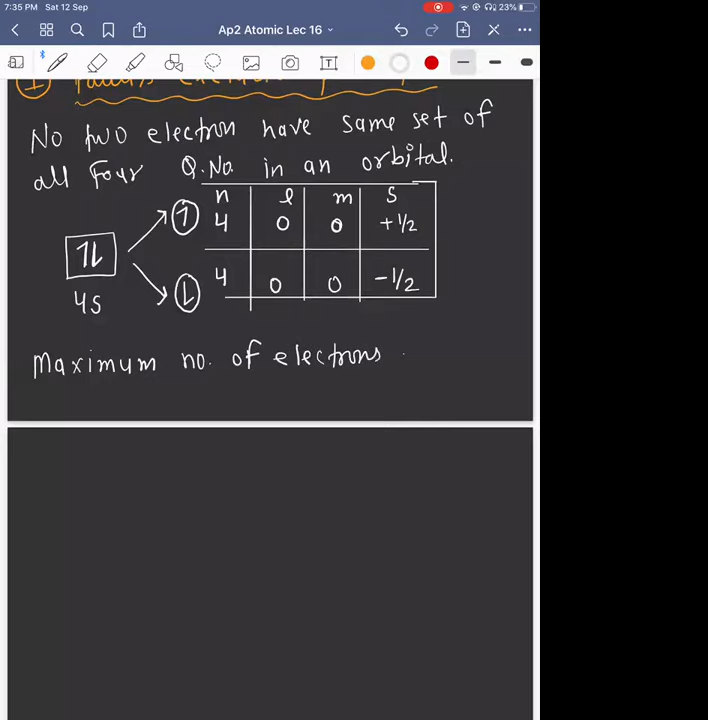 7:35 PM Sat 12 Sep 23%
Ap2 Atomic Lec 16
No two electron have same set of
all Four Q.No. in an orbital.
n l m s
1 4 0 0 +1/2
1L
4s
L 4 0 0 -1/2
Maximum no. of electrons